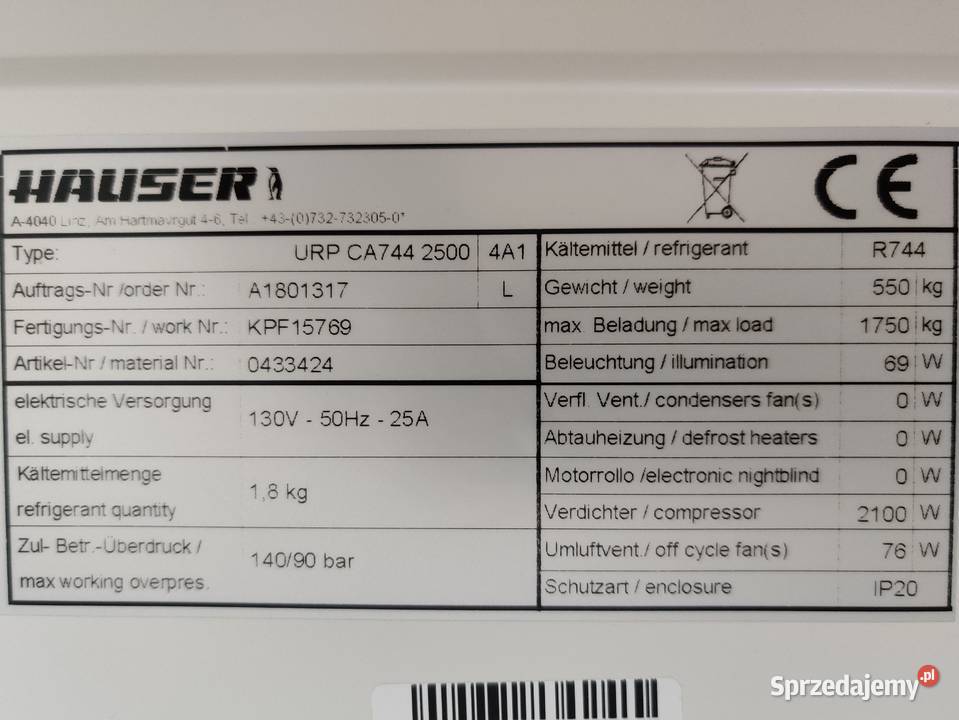 HAUSER
A-4040 Linz, Am Hartmayrgut 4-6, Tel. +43-(0)732-732305-0*
CE
Type: URP CA744 2500 4A1
Auftrags-Nr /order Nr.: A1801317 L
Fertigungs-Nr. / work Nr.: KPF15769
Artikel-Nr / material Nr.: 0433424
elektrische Versorgung
el. supply 130V - 50Hz - 25A
Kältemittelmenge
refrigerant quantity 1,8 kg
Zul- Betr.-Überdruck /
max working overpres. 140/90 bar
Kältemittel / refrigerant R744
Gewicht / weight 550 kg
max. Beladung / max load 1750 kg
Beleuchtung / illumination 69 W
Verfl. Vent./ condensers fan(s) 0 W
Abtauheizung / defrost heaters 0 W
Motorrollo /electronic nightblind 0 W
Verdichter / compressor 2100 W
Umluftvent./ off cycle fan(s) 76 W
Schutzart / enclosure IP20
Sprzedajemy.pl